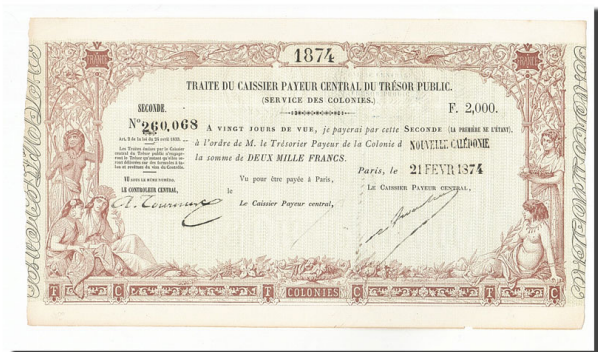 1874
TRAITE DU CAISSIER PAYEUR CENTRAL DU TRÉSOR PUBLIC.
(SERVICE DES COLONIES.)
SECONDE.
F. 2,000.
N° 260,068
A VINGT JOURS DE VUE, je payerai par cette SECONDE (LA PREMIÈRE NE L'ÉTANT),
à l'ordre de M. le Trésorier Payeur de la Colonie d NOUVELLE CALÉDONIE
la somme de DEUX MILLE FRANCS.
Paris, le 21 FEVR 1874
Vu pour être payée à Paris,
LE CAISSIER PAYEUR CENTRAL,
LE CONTROLEUR CENTRAL,
le
Le Caissier Payeur central,
F C F COLONIES C T C